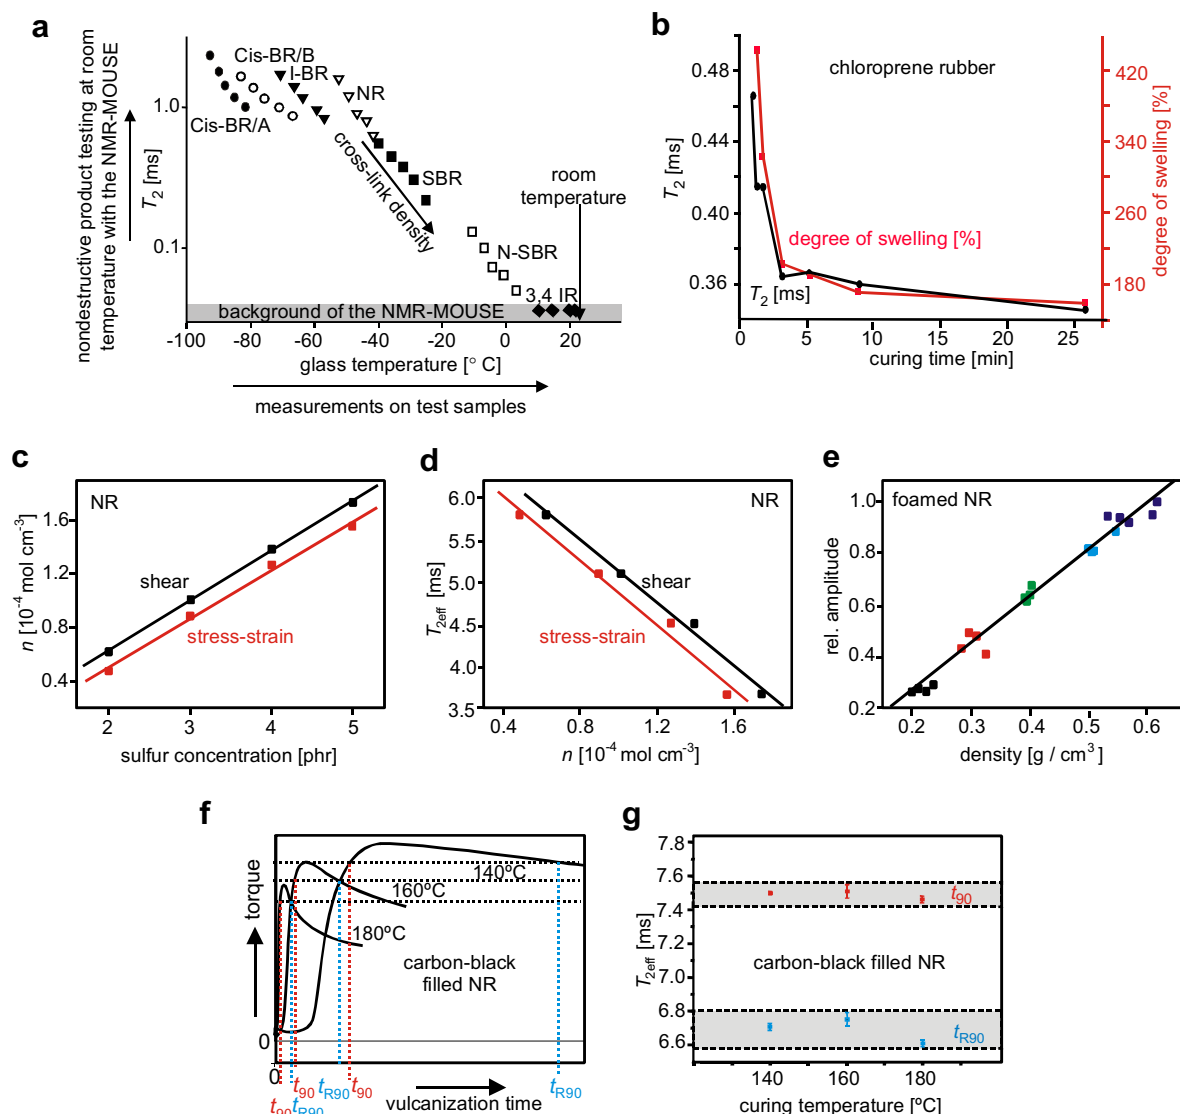 a
nondestructive product testing at room
temperature with the NMR-MOUSE
T2 [ms]
1.0
0.1
Cis-BR/B
I-BR
NR
Cis-BR/A
cross-link density
SBR
room
temperature
N-SBR
3,4 IR
background of the NMR-MOUSE
-100 -80 -60 -40 -20 0 20
glass temperature [° C]
measurements on test samples
b
chloroprene rubber
0.48
0.44
0.40
0.36
T2 [ms]
degree of swelling [%]
T2 [ms]
420
340
260
180
degree of swelling [%]
0 5 10 15 20 25
curing time [min]
c
NR
n [10-4 mol cm-3]
1.6
1.2
0.8
0.4
shear
stress-strain
2 3 4 5
sulfur concentration [phr]
d
NR
T2eff [ms]
6.0
5.5
5.0
4.5
4.0
3.5
shear
stress-strain
0.4 0.8 1.2 1.6
n [10-4 mol cm-3]
e
foamed NR
rel. amplitude
1.0
0.8
0.6
0.4
0.2
0.2 0.3 0.4 0.5 0.6
density [g / cm3 ]
f
torque
140ºC
160ºC
180ºC
carbon-black
filled NR
0
0
t90 tR90 t90 tR90
t90 tR90
vulcanization time
g
T2eff [ms]
7.8
7.6
7.4
7.2
7.0
6.8
6.6
t90
carbon-black filled NR
tR90
140 160 180
curing temperature [ºC]